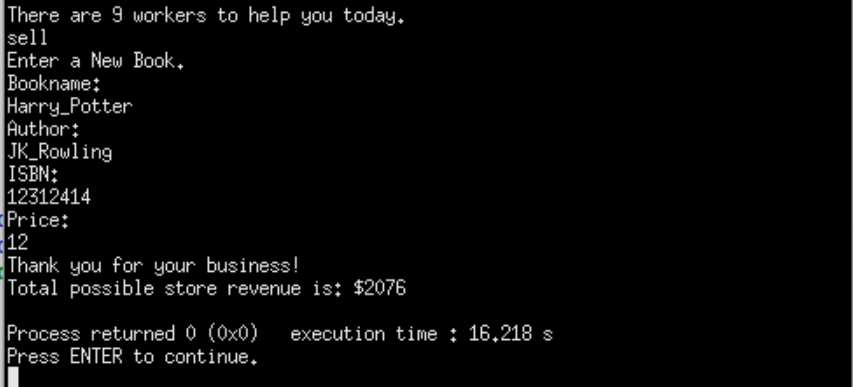 There are 9 workers to help you today.
sell
Enter a New Book.
Bookname:
Harry_Potter
Author:
JK_Rowling
ISBN:
12312414
Price:
12
Thank you for your business!
Total possible store revenue is: $2076
Process returned 0 (0x0)   execution time : 16.218 s
Press ENTER to continue.